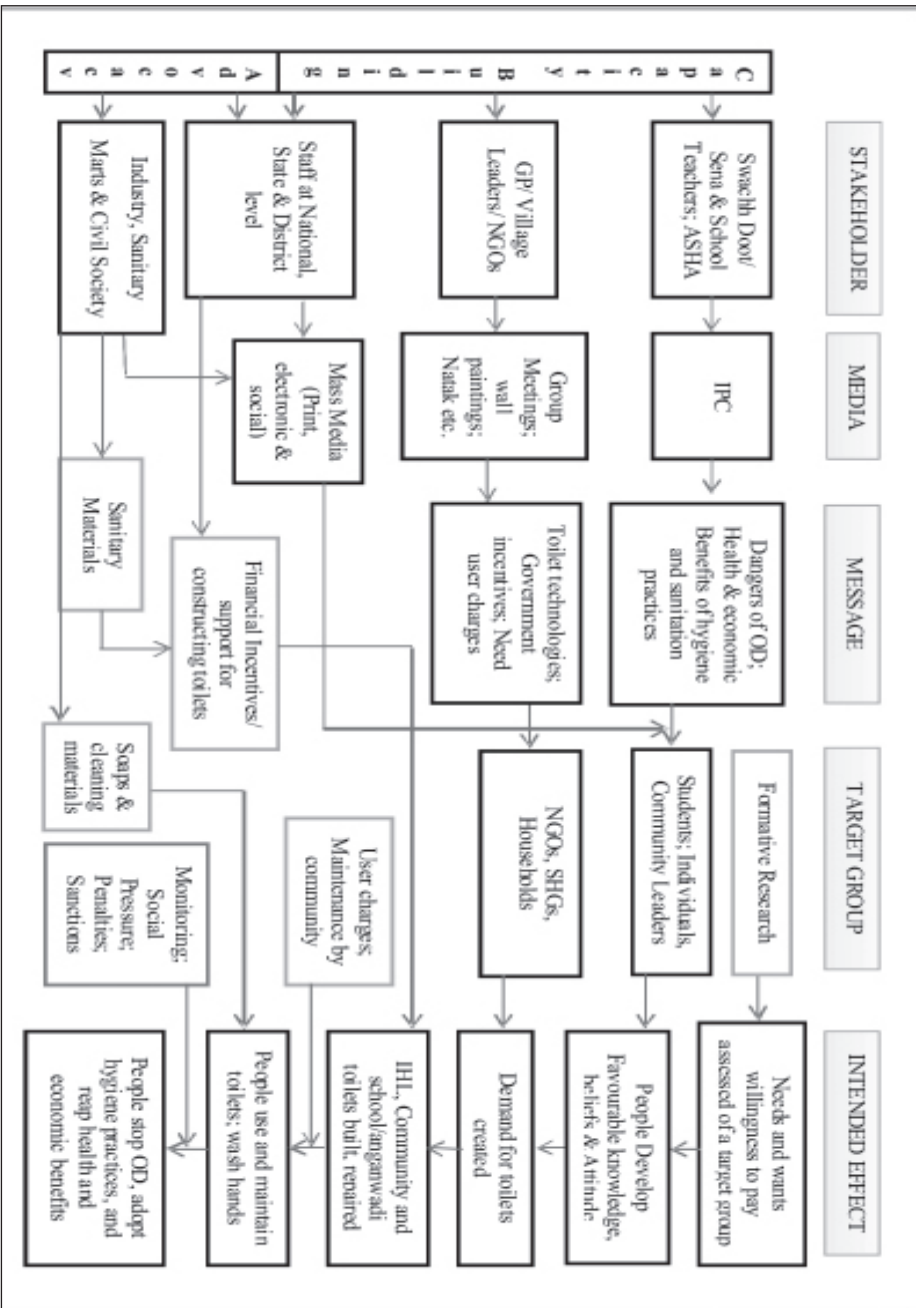 STAKEHOLDER
MEDIA
MESSAGE
TARGET GROUP
INTENDED EFFECT
Capacity Building
Advocacy
Swachh Doot/
Sena & School
Teachers; ASHA
GP/ Village
Leaders/ NGOs
Staff at National,
State & District
level
Industry, Sanitary
Marts & Civil Society
IPC
Group
Meetings;
wall
paintings;
Natak etc.
Mass Media
(Print,
electronic &
social)
Dangers of OD;
Health & economic
Benefits of hygiene
and sanitation
practices
Toilet technologies;
Government
incentives; Need
user charges
Financial Incentives/
support for
constructing toilets
Sanitary
Materials
Formative Research
Students; Individuals,
Community Leaders
NGOs, SHGs,
Households
User charges;
Maintenance by
community
Soaps &
cleaning
materials
Monitoring;
Social
Pressure;
Penalties;
Sanctions
Needs and wants
willingness to pay
assessed of a target group
People Develop
Favourable knowledge,
beliefs & Attitude.
Demand for toilets
created
IHL, Community and
school/anganwadi
toilets built, repaired
People use and maintain
toilets; wash hands
People stop OD, adopt
hygiene practices, and
reap health and
economic benefits